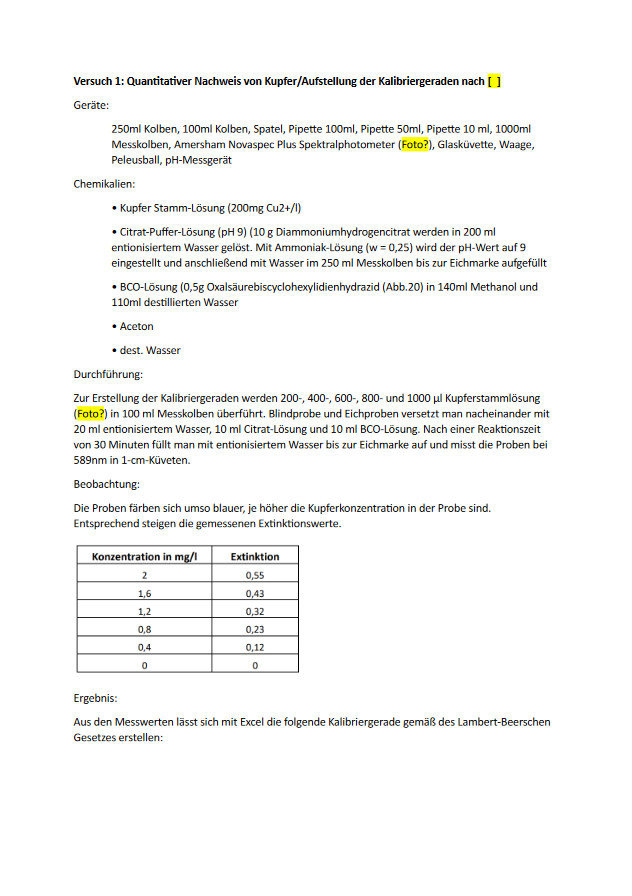 Versuch 1: Quantitativer Nachweis von Kupfer/Aufstellung der Kalibriergeraden nach [ ]
Geräte:
250ml Kolben, 100ml Kolben, Spatel, Pipette 100ml, Pipette 50ml, Pipette 10 ml, 1000ml
Messkolben, Amersham Novaspec Plus Spektralphotometer (Foto?), Glasküvette, Waage,
Peleusball, pH-Messgerät
Chemikalien:
• Kupfer Stamm-Lösung (200mg Cu2+/l)
• Citrat-Puffer-Lösung (pH 9) (10 g Diammoniumhydrogencitrat werden in 200 ml
entionisiertem Wasser gelöst. Mit Ammoniak-Lösung (w = 0,25) wird der pH-Wert auf 9
eingestellt und anschließend mit Wasser im 250 ml Messkolben bis zur Eichmarke aufgefüllt
• BCO-Lösung (0,5g Oxalsäurebiscyclohexylidienhydrazid (Abb.20) in 140ml Methanol und
110ml destillierten Wasser
• Aceton
• dest. Wasser
Durchführung:
Zur Erstellung der Kalibriergeraden werden 200-, 400-, 600-, 800- und 1000 µl Kupferstammlösung
(Foto?) in 100 ml Messkolben überführt. Blindprobe und Eichproben versetzt man nacheinander mit
20 ml entionisiertem Wasser, 10 ml Citrat-Lösung und 10 ml BCO-Lösung. Nach einer Reaktionszeit
von 30 Minuten füllt man mit entionisiertem Wasser bis zur Eichmarke auf und misst die Proben bei
589nm in 1-cm-Küveten.
Beobachtung:
Die Proben färben sich umso blauer, je höher die Kupferkonzentration in der Probe sind.
Entsprechend steigen die gemessenen Extinktionswerte.
Konzentration in mg/l Extinktion
2 0,55
1,6 0,43
1,2 0,32
0,8 0,23
0,4 0,12
0 0
Ergebnis:
Aus den Messwerten lässt sich mit Excel die folgende Kalibriergerade gemäß des Lambert-Beerschen
Gesetzes erstellen: